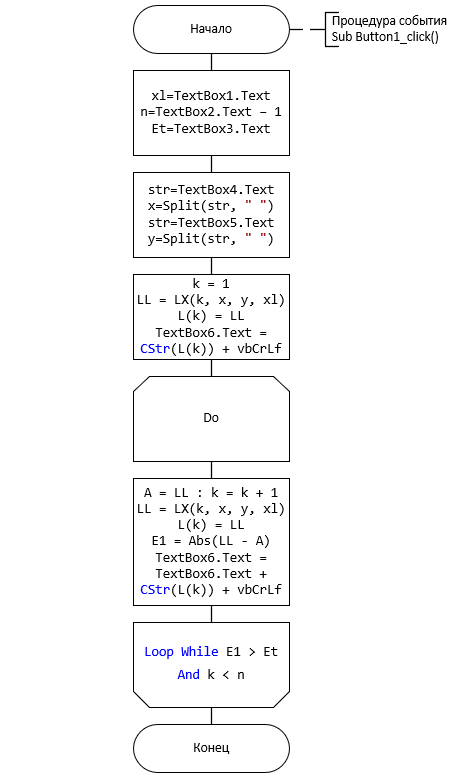 Начало
Процедура события
Sub Button1_click()
xl=TextBox1.Text
n=TextBox2.Text – 1
Et=TextBox3.Text
str=TextBox4.Text
x=Split(str, " ")
str=TextBox5.Text
y=Split(str, " ")
k = 1
LL = LX(k, x, y, xl)
L(k) = LL
TextBox6.Text =
CStr(L(k)) + vbCrLf
Do
A = LL : k = k + 1
LL = LX(k, x, y, xl)
L(k) = LL
E1 = Abs(LL - A)
TextBox6.Text =
TextBox6.Text +
CStr(L(k)) + vbCrLf
Loop While E1 > Et
And k < n
Конец